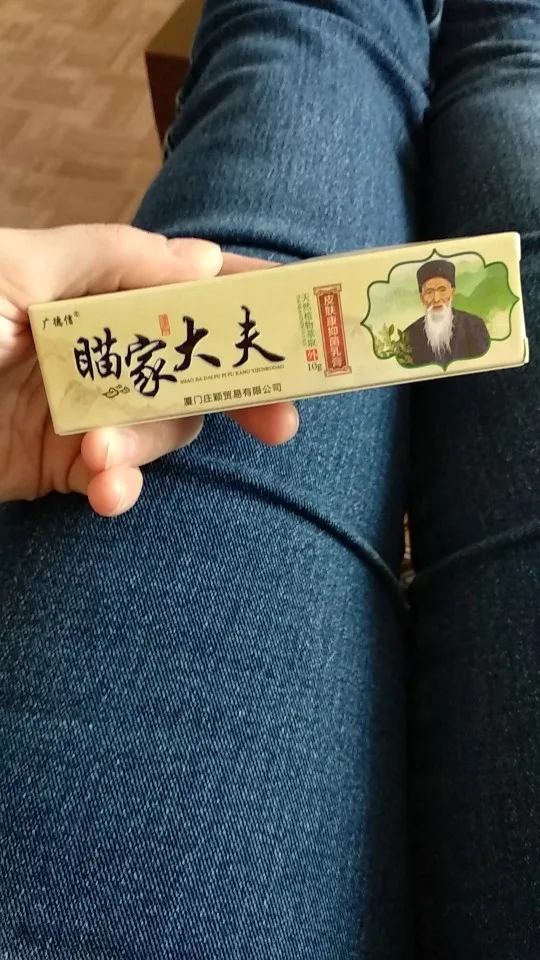 广德信®
瞄家大夫
MIAO JIA DAIFU PI FU KANG YIJUNRUGAO
厦门庄颖贸易有限公司
天然植物萃取
外
10g
皮肤康抑菌乳膏